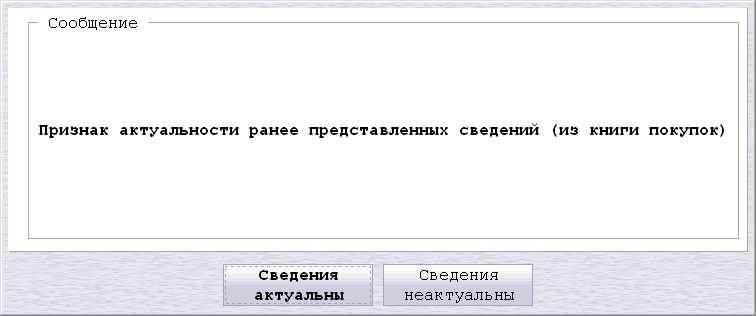 Сообщение
Признак актуальности ранее представленных сведений (из книги покупок)
Сведения
актуальны
Сведения
неактуальны